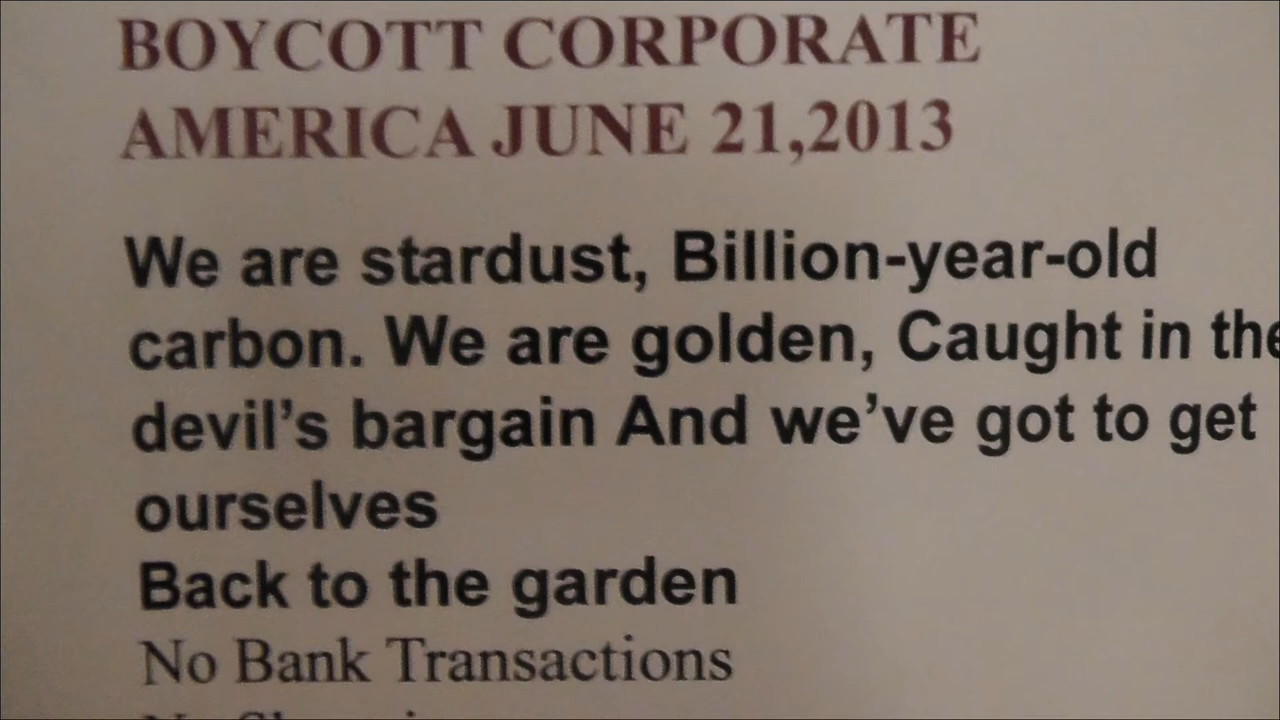 BOYCOTT CORPORATE
AMERICA JUNE 21,2013
We are stardust, Billion-year-old
carbon. We are golden, Caught in the
devil’s bargain And we’ve got to get
ourselves
Back to the garden
No Bank Transactions